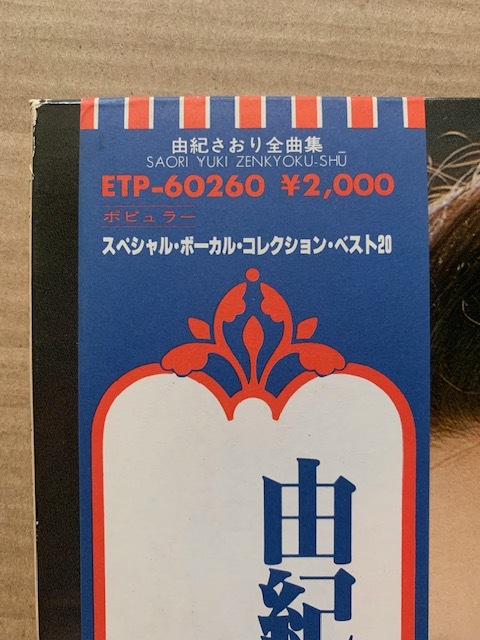 由紀さおり全曲集
SAORI YUKI ZENKYOKU-SHŪ
ETP-60260 ¥2,000
ポピュラー
スペシャル・ボーカル・コレクション・ベスト20
由紀